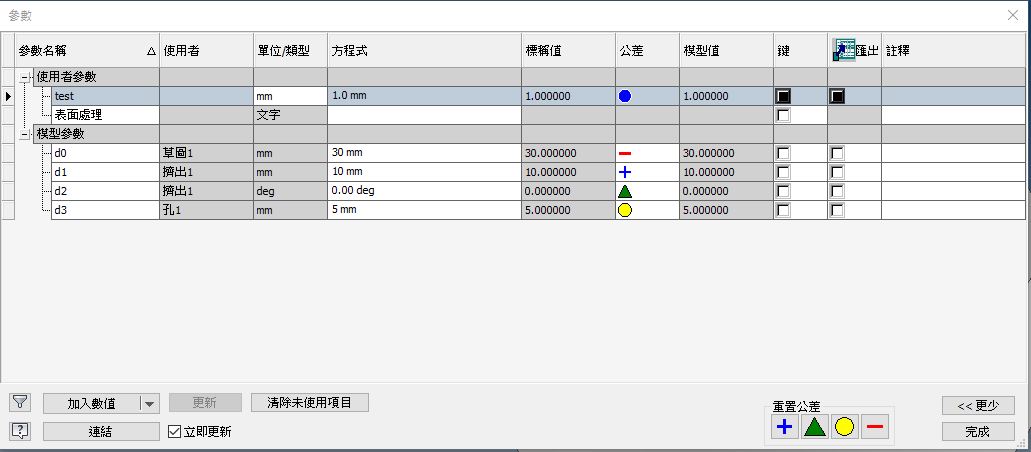 參數
參數名稱 使用者 單位/類型 方程式 標稱值 公差 模型值 鍵 匯出 註釋
使用者參數
test mm 1.0 mm 1.000000 1.000000
表面處理 文字
模型參數
d0 草圖1 mm 30 mm 30.000000 30.000000
d1 擠出1 mm 10 mm 10.000000 10.000000
d2 擠出1 deg 0.00 deg 0.000000 0.000000
d3 孔1 mm 5 mm 5.000000 5.000000
加入數值 更新 清除未使用項目 重置公差 << 更少
連結 立即更新 完成